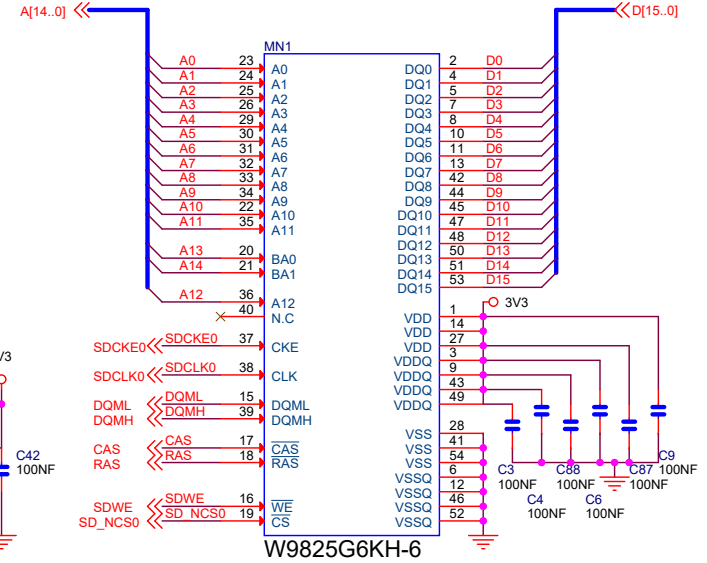 A[14..0]
D[15..0]
MN1
A0 23 A0 DQ0 2 D0
A1 24 A1 DQ1 4 D1
A2 25 A2 DQ2 5 D2
A3 26 A3 DQ3 7 D3
A4 29 A4 DQ4 8 D4
A5 30 A5 DQ5 10 D5
A6 31 A6 DQ6 11 D6
A7 32 A7 DQ7 13 D7
A8 33 A8 DQ8 42 D8
A9 34 A9 DQ9 44 D9
A10 22 A10 DQ10 45 D10
A11 35 A11 DQ11 47 D11
DQ12 48 D12
A13 20 BA0 DQ13 50 D13
A14 21 BA1 DQ14 51 D14
DQ15 53 D15
A12 36 A12
3V3
40 N.C VDD 1
VDD 14
SDCKE0 SDCKE0 37 CKE VDD 27
VDDQ 3
SDCLK0 SDCLK0 38 CLK VDDQ 9
VDDQ 43
DQML DQML 15 DQML VDDQ 49
DQMH DQMH 39 DQMH
VSS 28
CAS CAS 17 CAS VSS 41
RAS RAS 18 RAS VSS 54
VSSQ 6
VSSQ 12
SDWE SDWE 16 WE VSSQ 46
SD_NCS0 SD_NCS0 19 CS VSSQ 52
W9825G6KH-6
V3
C42
100NF
C3
100NF
C4
100NF
C88
100NF
C6
100NF
C87
100NF
C9
100NF